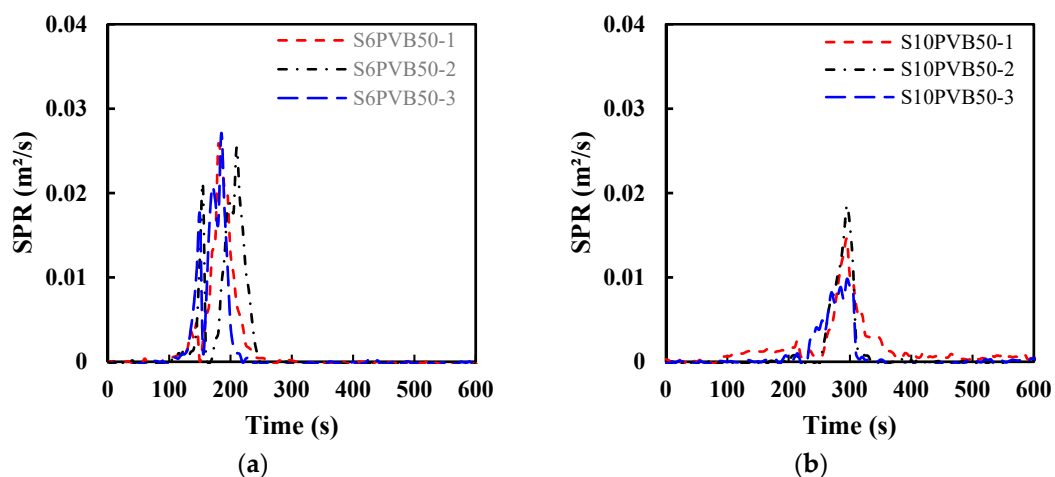 0.04
0.03
0.02
0.01
0
SPR (m²/s)
S6PVB50-1
S6PVB50-2
S6PVB50-3
0 100 200 300 400 500 600
Time (s)
(a)
0.04
0.03
0.02
0.01
0
SPR (m²/s)
S10PVB50-1
S10PVB50-2
S10PVB50-3
0 100 200 300 400 500 600
Time (s)
(b)